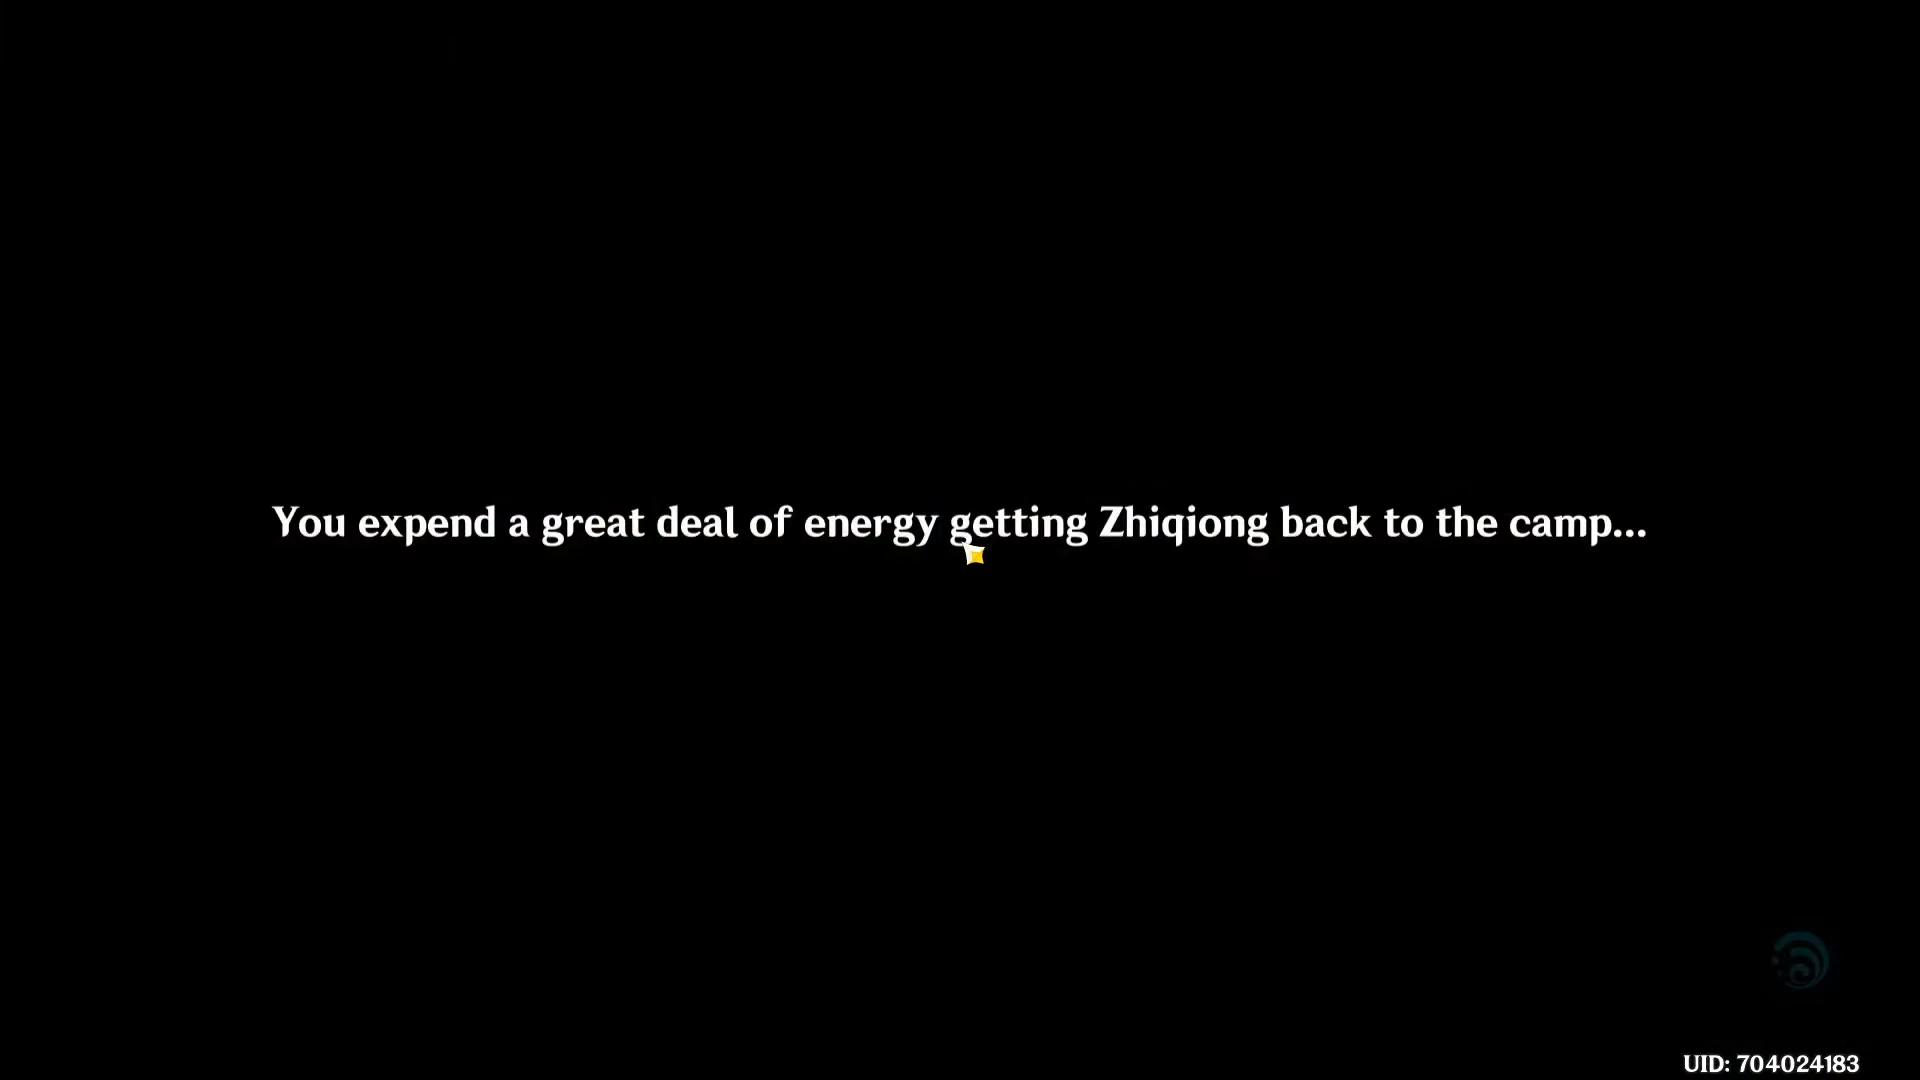 You expend a great deal of energy getting Zhiqiong back to the camp...
UID: 704024183